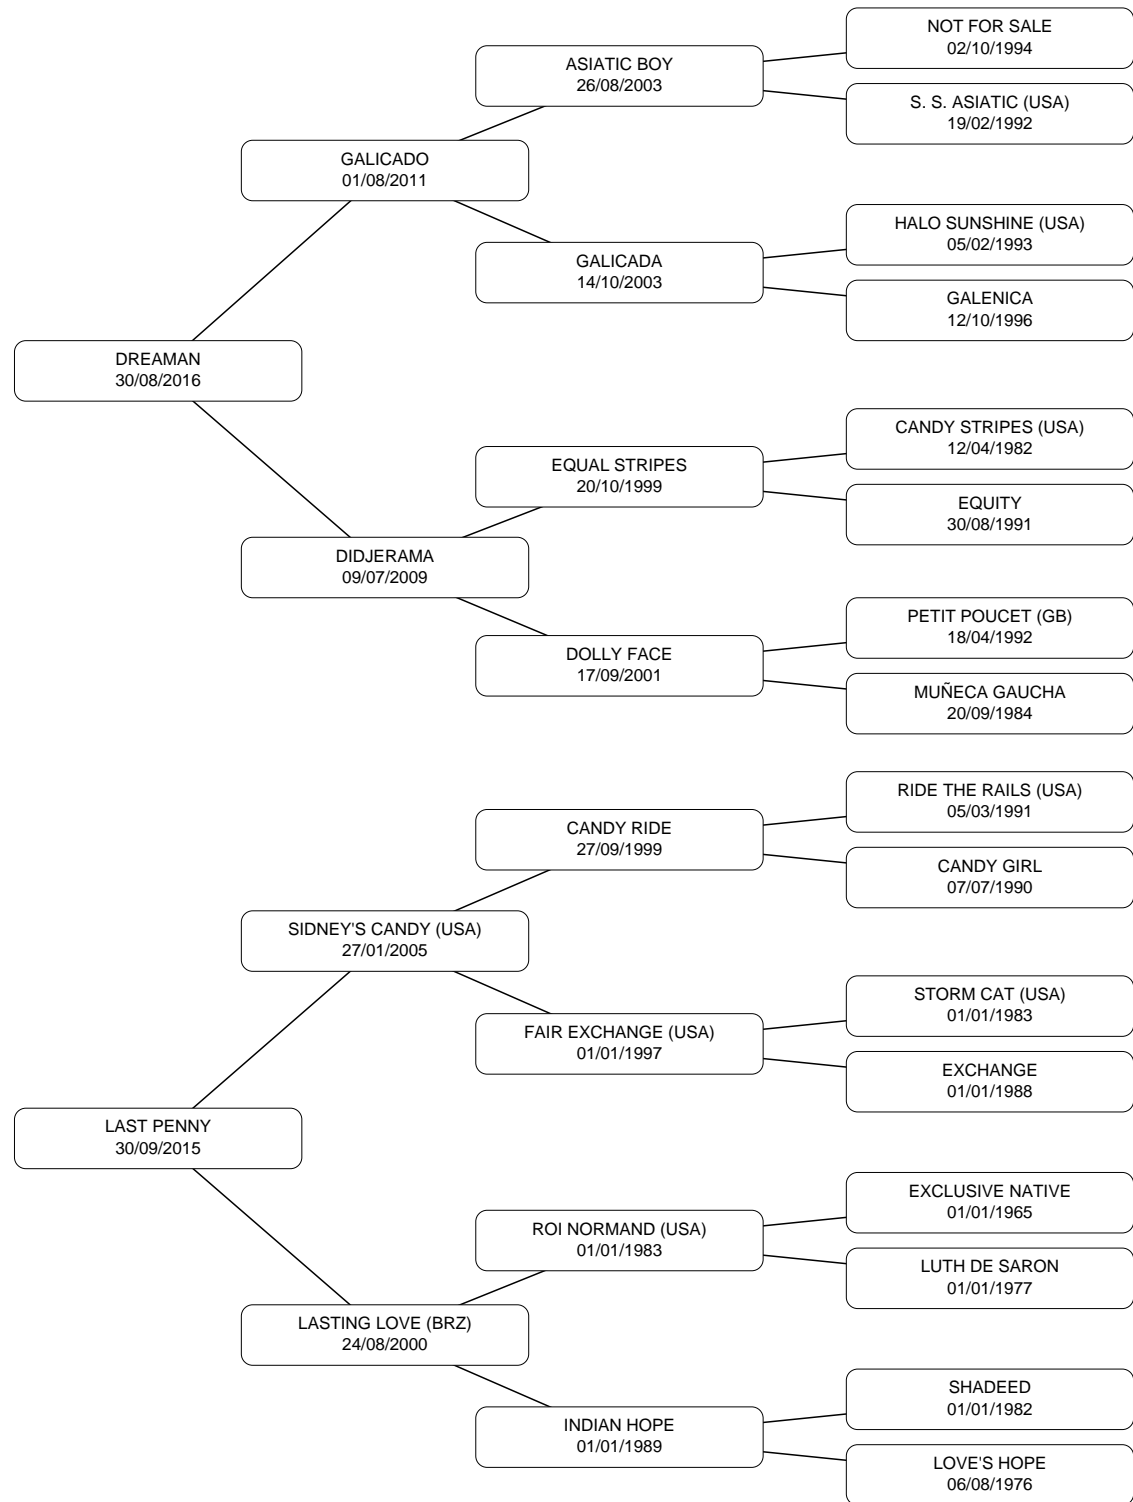 NOT FOR SALE
02/10/1994
ASIATIC BOY
26/08/2003
S. S. ASIATIC (USA)
19/02/1992
GALICADO
01/08/2011
HALO SUNSHINE (USA)
05/02/1993
GALICADA
14/10/2003
GALENICA
12/10/1996
DREAMAN
30/08/2016
CANDY STRIPES (USA)
12/04/1982
EQUAL STRIPES
20/10/1999
EQUITY
30/08/1991
DIDJERAMA
09/07/2009
PETIT POUCET (GB)
18/04/1992
DOLLY FACE
17/09/2001
MUÑECA GAUCHA
20/09/1984
RIDE THE RAILS (USA)
05/03/1991
CANDY RIDE
27/09/1999
CANDY GIRL
07/07/1990
SIDNEY'S CANDY (USA)
27/01/2005
STORM CAT (USA)
01/01/1983
FAIR EXCHANGE (USA)
01/01/1997
EXCHANGE
01/01/1988
LAST PENNY
30/09/2015
EXCLUSIVE NATIVE
01/01/1965
ROI NORMAND (USA)
01/01/1983
LUTH DE SARON
01/01/1977
LASTING LOVE (BRZ)
24/08/2000
SHADEED
01/01/1982
INDIAN HOPE
01/01/1989
LOVE'S HOPE
06/08/1976